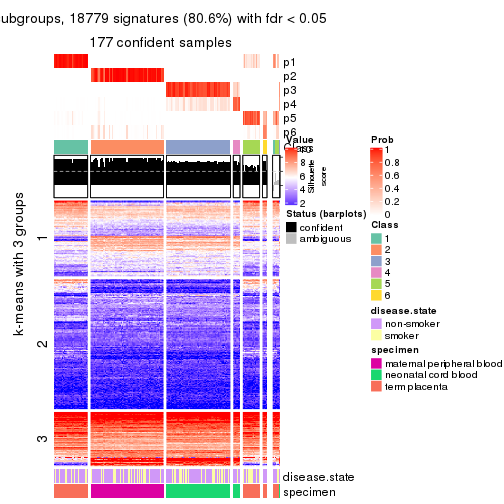 ubgroups, 18779 signatures (80.6%) with fdr < 0.05
177 confident samples
p1
p2
p3
p4
p5
p6
Class
k-means with 3 groups
1
2
3
Value
10
8
6
4
2
Silhouette
score
Status (barplots)
confident
ambiguous
Prob
1
0.8
0.6
0.4
0.2
0
Class
1
2
3
4
5
6
disease.state
non-smoker
smoker
specimen
maternal peripheral blood
neonatal cord blood
term placenta
disease.state
specimen